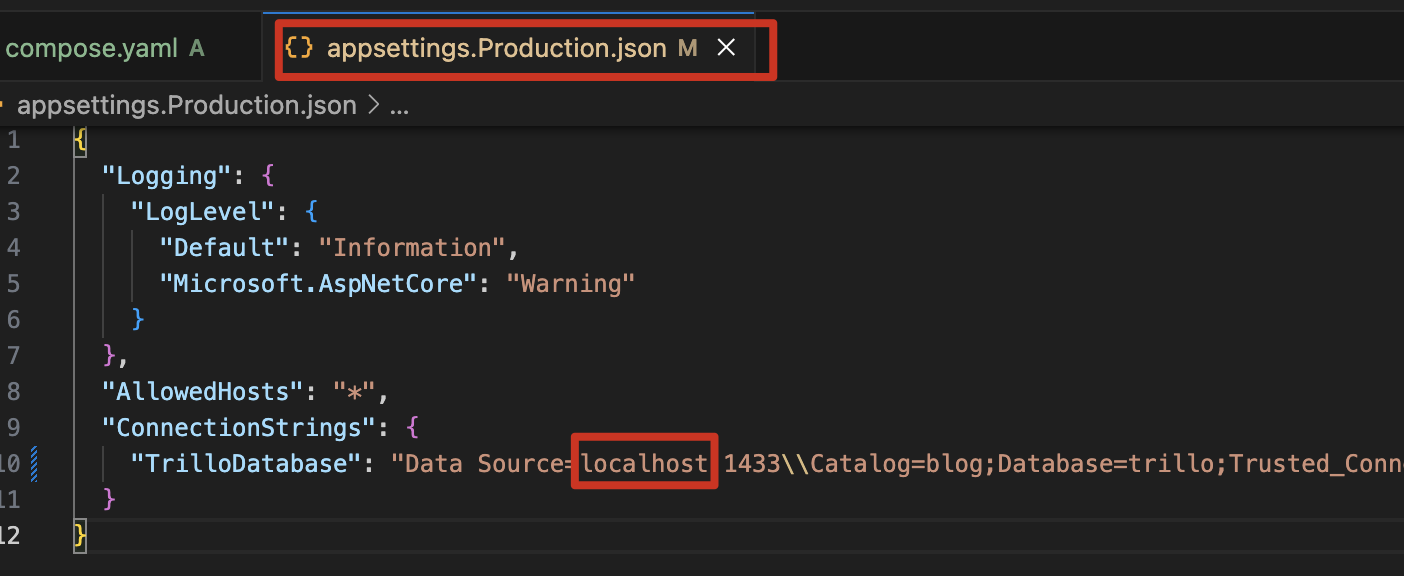 compose.yaml A
{} appsettings.Production.json M ×
appsettings.Production.json > ...
1 {
2 "Logging": {
3 "LogLevel": {
4 "Default": "Information",
5 "Microsoft.AspNetCore": "Warning"
6 }
7 },
8 "AllowedHosts": "*",
9 "ConnectionStrings": {
10 "TrilloDatabase": "Data Source=localhost 1433\\Catalog=blog;Database=trillo;Trusted_Conn
11 }
12 }